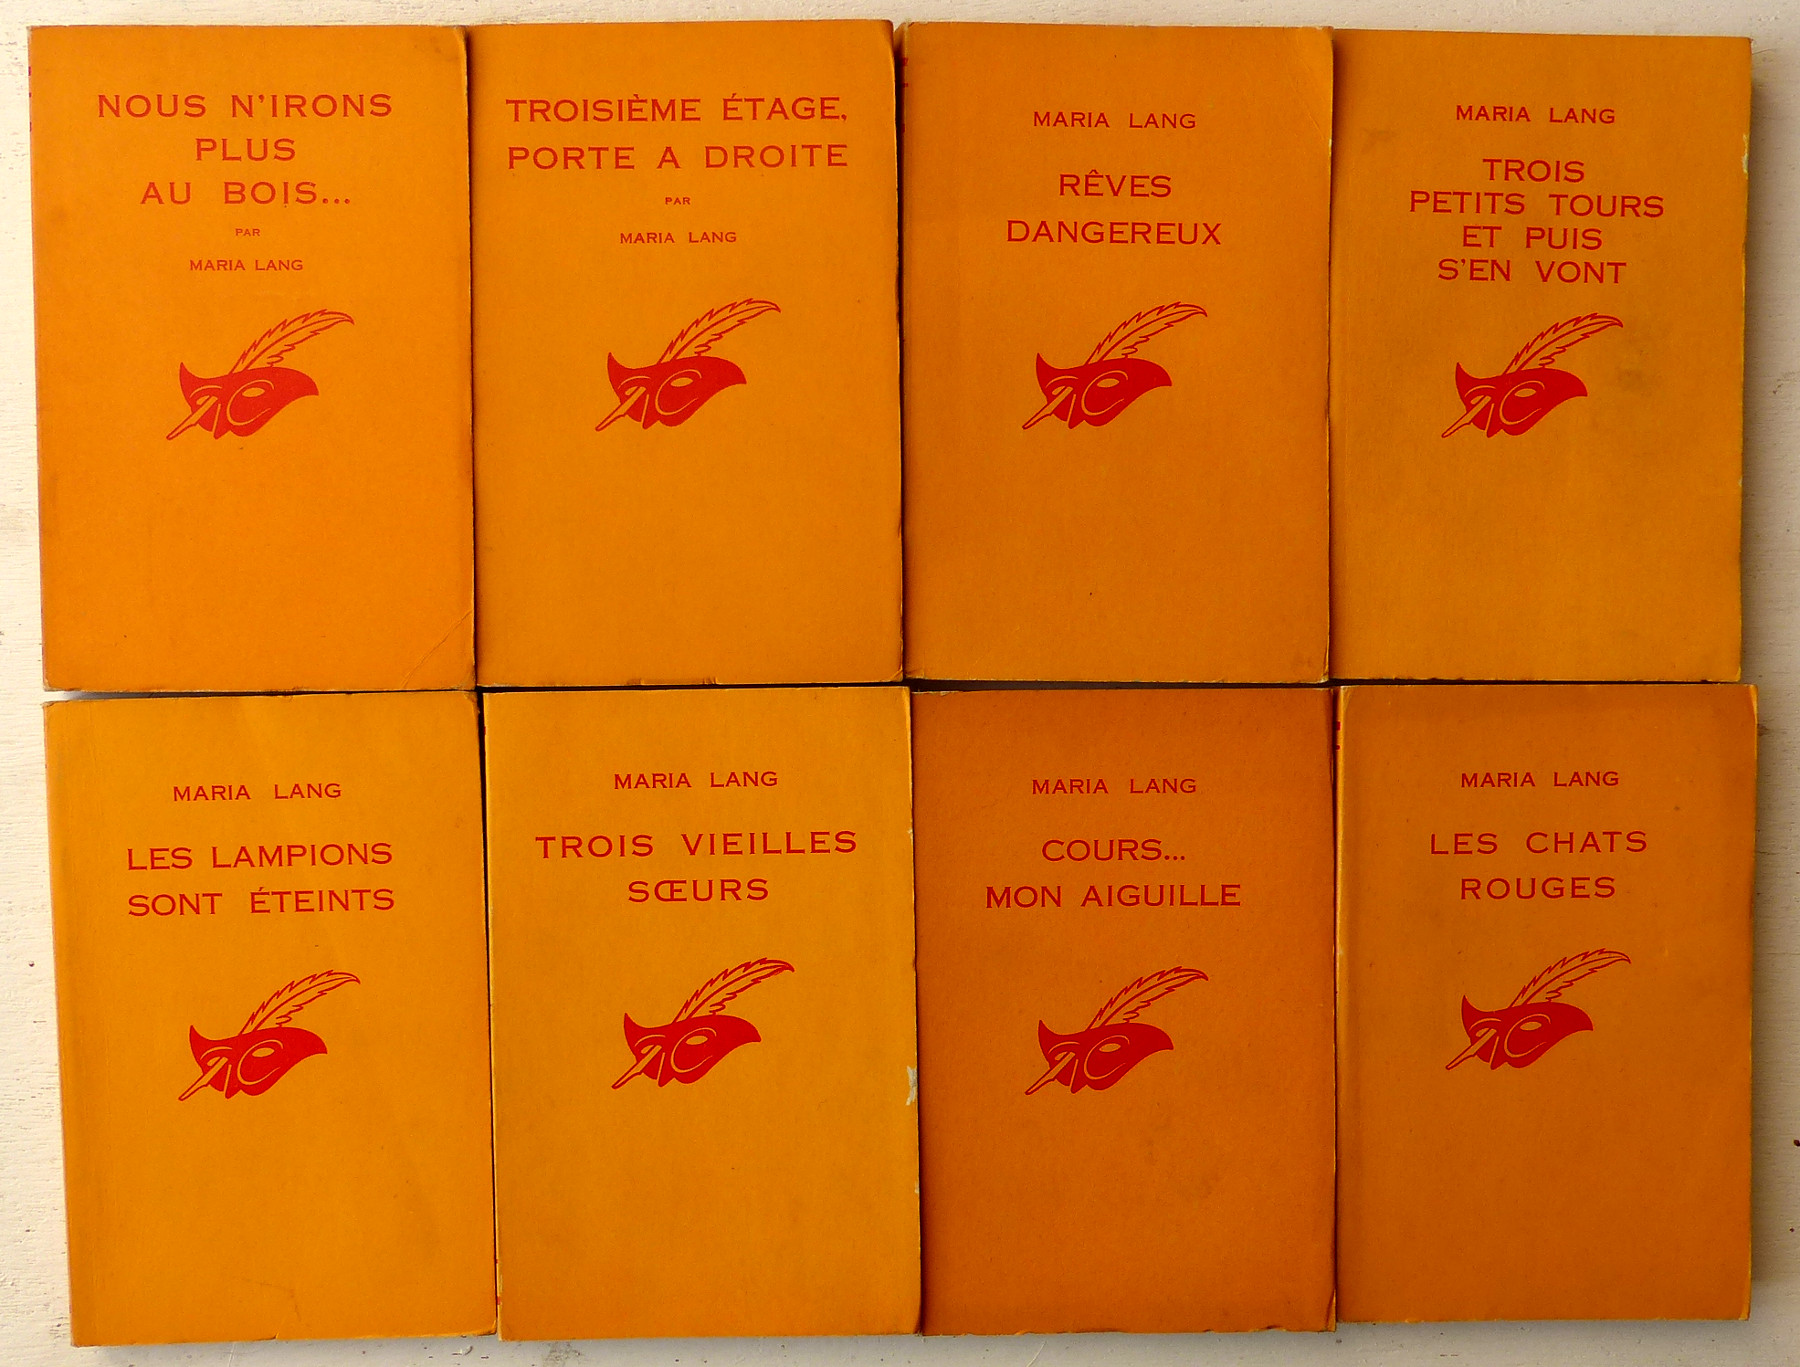 NOUS N'IRONS
PLUS
AU BOIS...
PAR
MARIA LANG
TROISIÈME ÉTAGE,
PORTE A DROITE
PAR
MARIA LANG
MARIA LANG
RÊVES
DANGEREUX
MARIA LANG
TROIS
PETITS TOURS
ET PUIS
S'EN VONT
MARIA LANG
LES LAMPIONS
SONT ÉTEINTS
MARIA LANG
TROIS VIEILLES
SŒURS
MARIA LANG
COURS...
MON AIGUILLE
MARIA LANG
LES CHATS
ROUGES